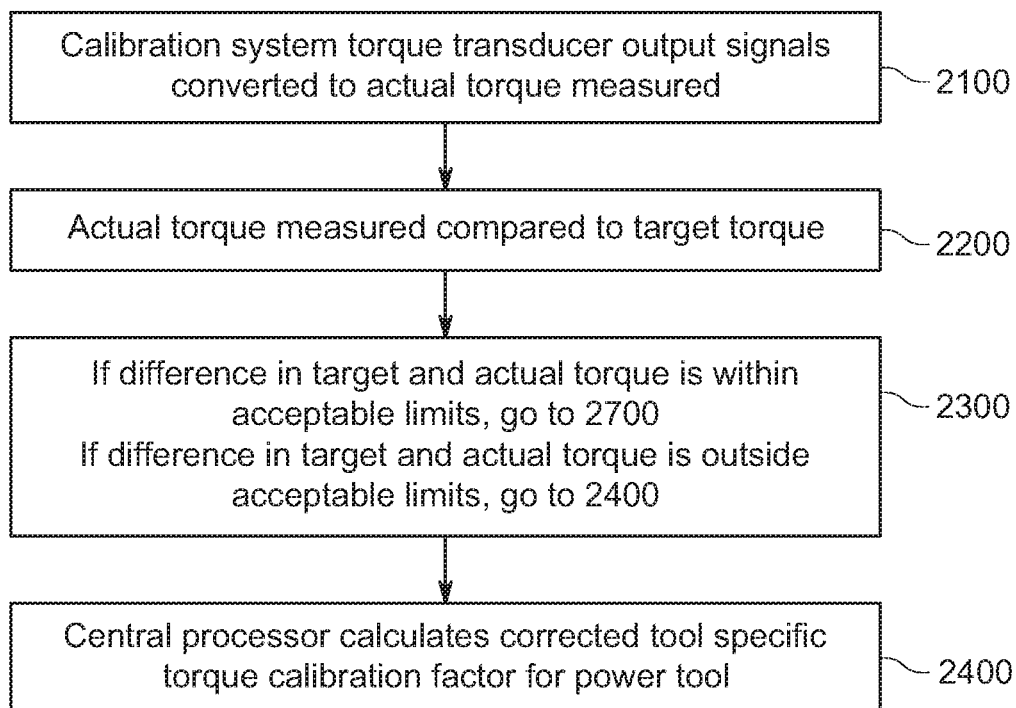 Calibration system torque transducer output signals
converted to actual torque measured
2100
Actual torque measured compared to target torque
2200
If difference in target and actual torque is within
acceptable limits, go to 2700
If difference in target and actual torque is outside
acceptable limits, go to 2400
2300
Central processor calculates corrected tool specific
torque calibration factor for power tool
2400